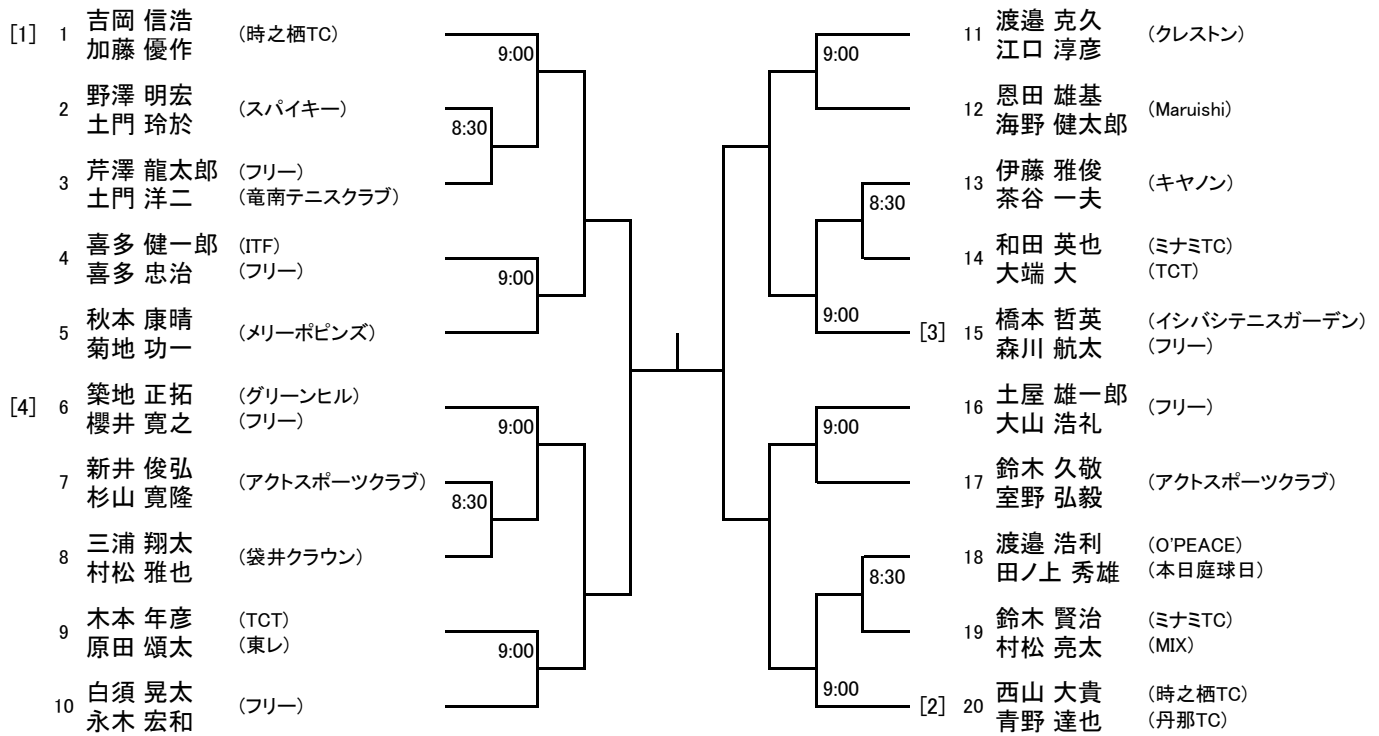 [1] 1 吉岡 信浩 (時之栖TC)
加藤 優作
9:00
2 野澤 明宏 (スパイキー)
土門 玲於
8:30
3 芹澤 龍太郎 (フリー)
土門 洋二 (竜南テニスクラブ)
4 喜多 健一郎 (ITF)
喜多 忠治 (フリー)
9:00
5 秋本 康晴 (メリーポピンズ)
菊地 功一
[4] 6 築地 正拓 (グリーンヒル)
櫻井 寛之 (フリー)
9:00
7 新井 俊弘 (アクトスポーツクラブ)
杉山 寛隆
8:30
8 三浦 翔太 (袋井クラウン)
村松 雅也
9 木本 年彦 (TCT)
原田 頌太 (東レ)
9:00
10 白須 晃太 (フリー)
永木 宏和
11 渡邉 克久 (クレストン)
江口 淳彦
9:00
12 恩田 雄基 (Maruishi)
海野 健太郎
13 伊藤 雅俊 (キヤノン)
茶谷 一夫
8:30
14 和田 英也 (ミナミTC)
大端 大 (TCT)
9:00
[3] 15 橋本 哲英 (イシバシテニスガーデン)
森川 航太 (フリー)
16 土屋 雄一郎 (フリー)
大山 浩礼
9:00
17 鈴木 久敬 (アクトスポーツクラブ)
室野 弘毅
18 渡邉 浩利 (O'PEACE)
田ノ上 秀雄 (本日庭球日)
8:30
19 鈴木 賢治 (ミナミTC)
村松 亮太 (MIX)
9:00
[2] 20 西山 大貴 (時之栖TC)
青野 達也 (丹那TC)